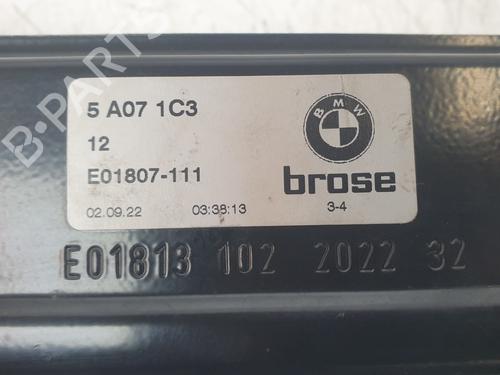 B-PARTS
5 A07 1C3
12
E01807-111
02.09.22 03:38:13
BMW
brose
3-4
E01813 102 2022 32